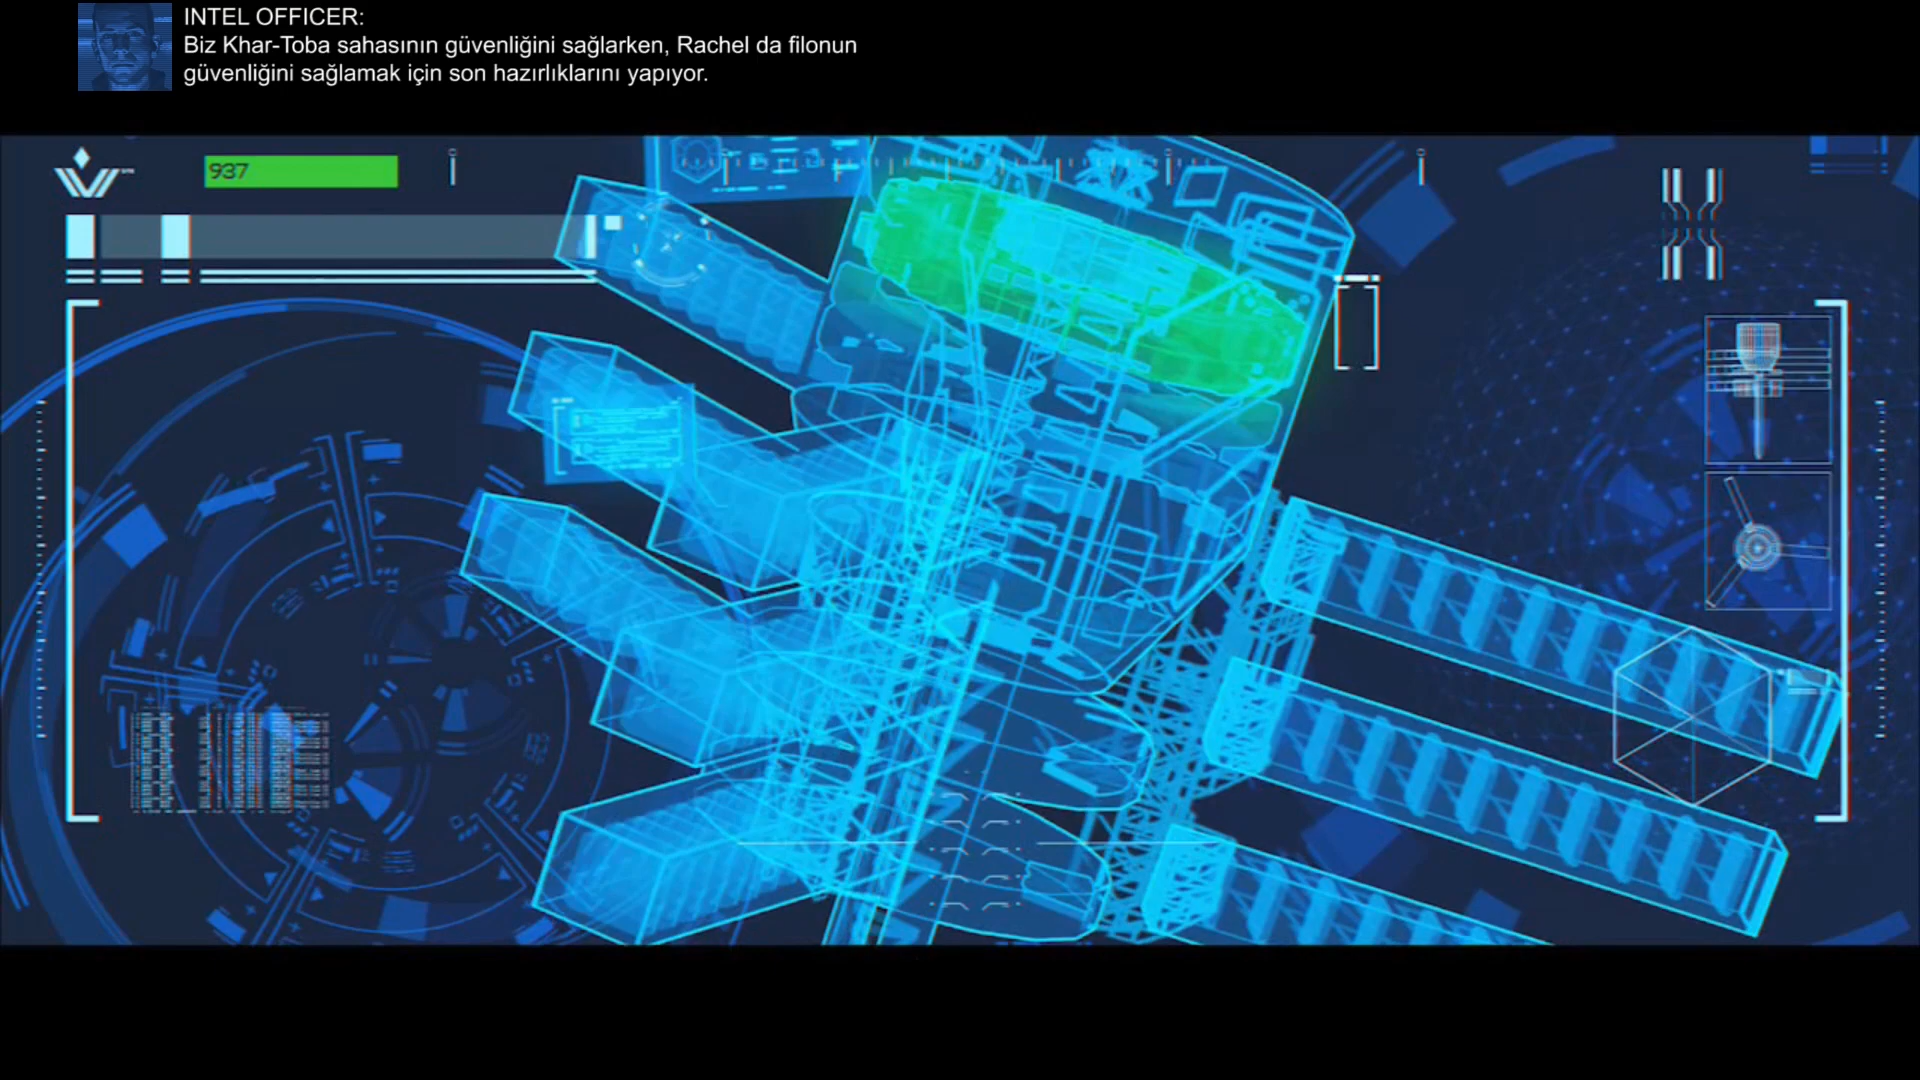 INTEL OFFICER:
Biz Khar-Toba sahasının güvenliğini sağlarken, Rachel da filonun
güvenliğini sağlamak için son hazırlıklarını yapıyor.
937